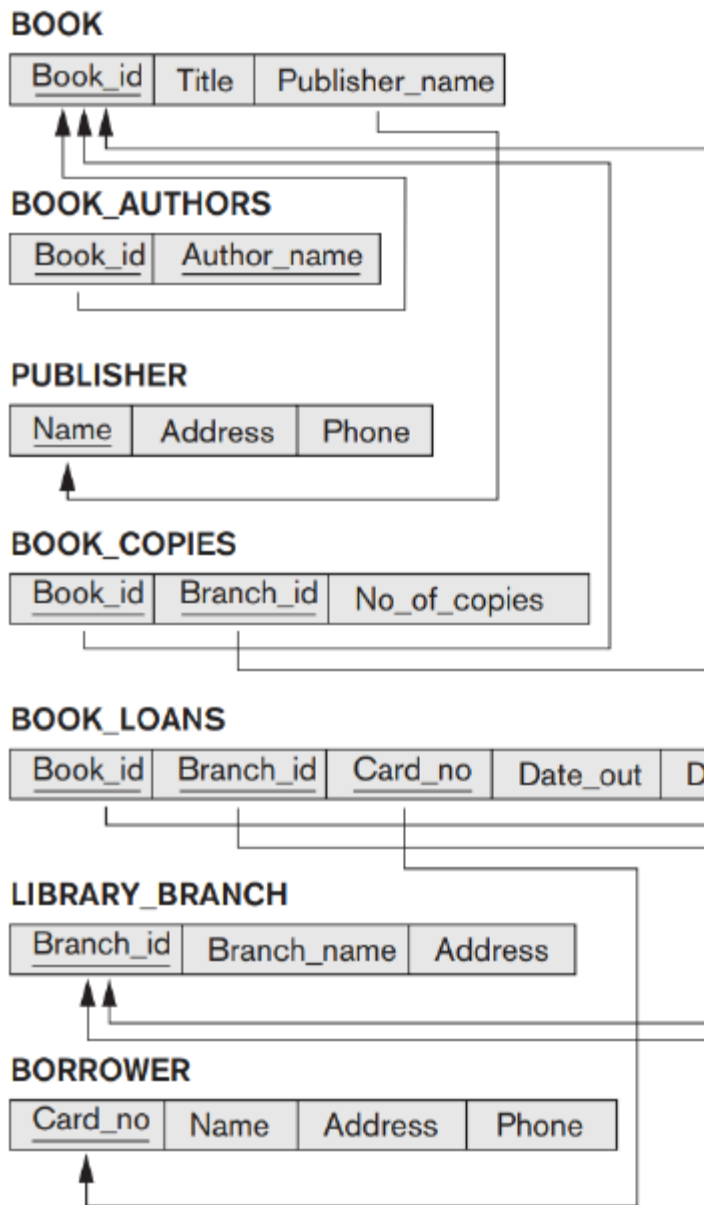 BOOK
Book_id Title Publisher_name
BOOK_AUTHORS
Book_id Author_name
PUBLISHER
Name Address Phone
BOOK_COPIES
Book_id Branch_id No_of_copies
BOOK_LOANS
Book_id Branch_id Card_no Date_out D
LIBRARY_BRANCH
Branch_id Branch_name Address
BORROWER
Card_no Name Address Phone